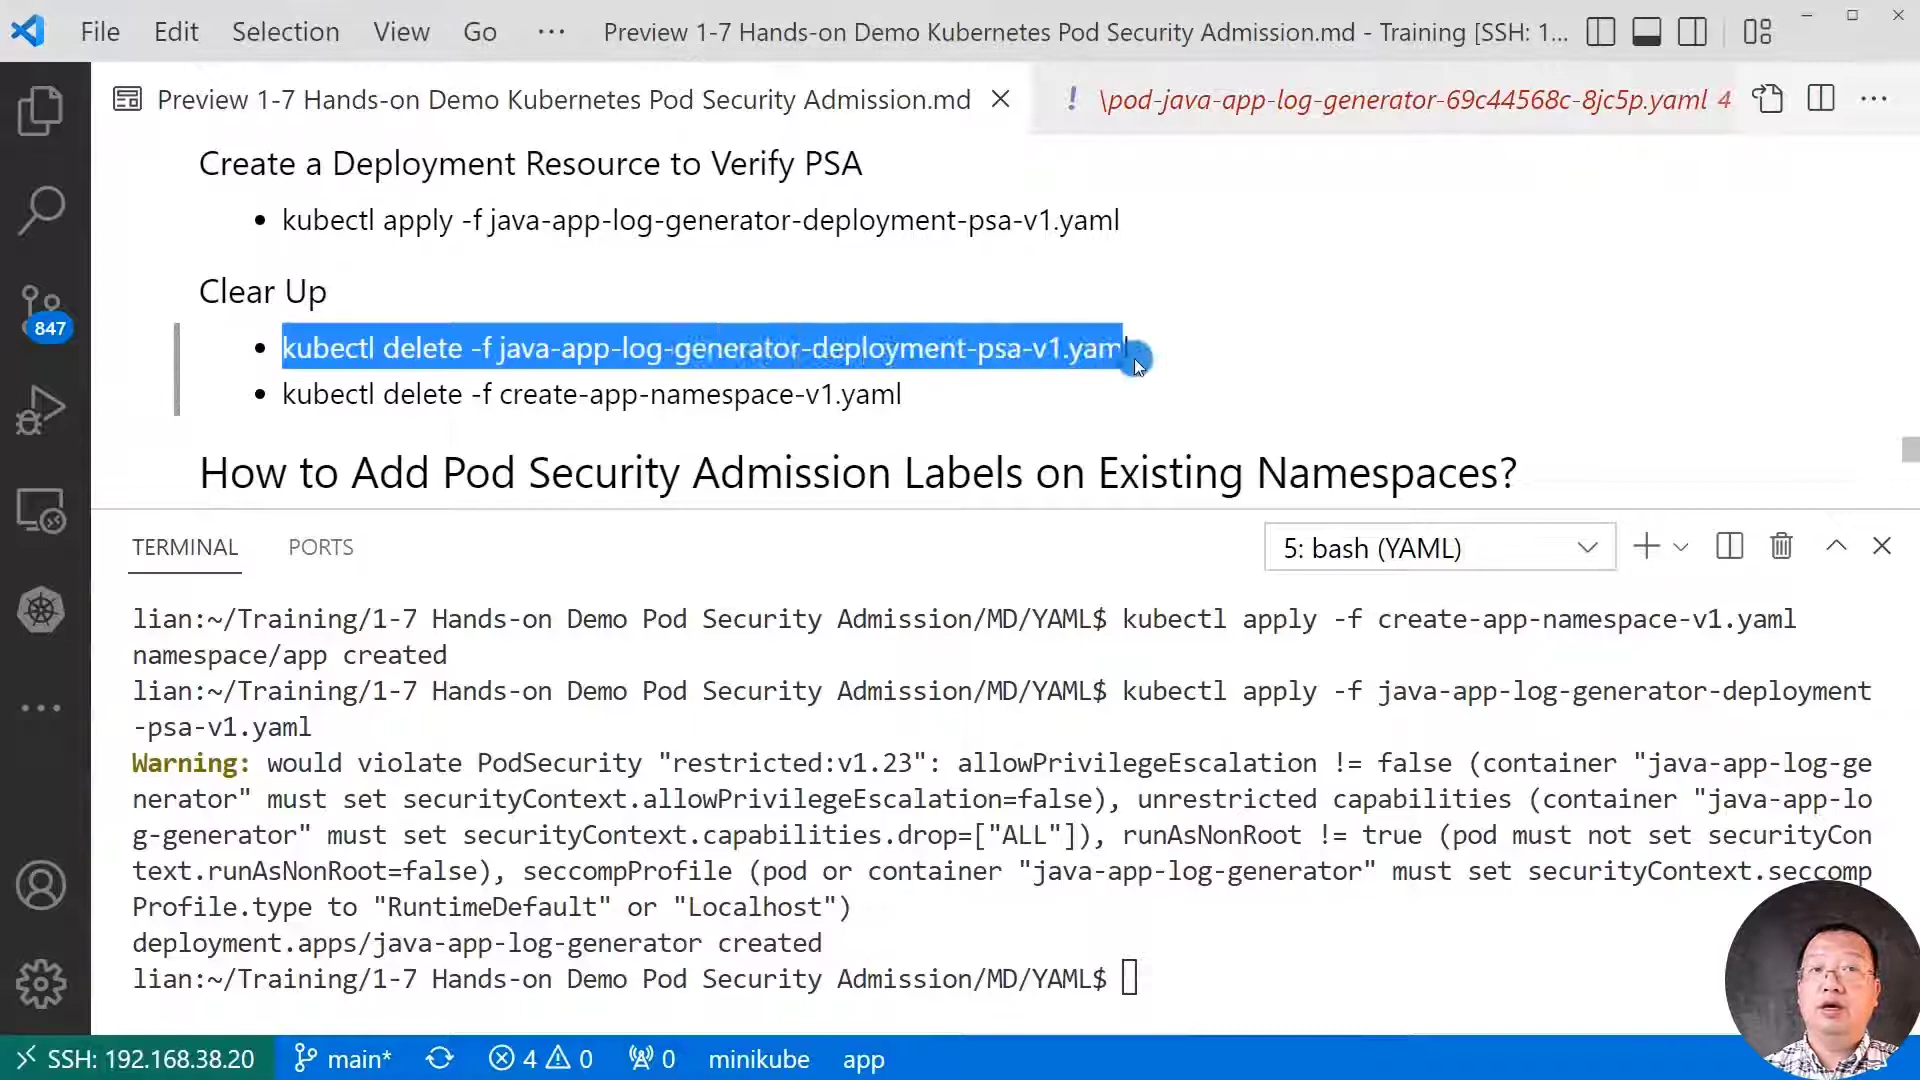 File Edit Selection View Go ··· Preview 1-7 Hands-on Demo Kubernetes Pod Security Admission.md - Training [SSH: 1...
Preview 1-7 Hands-on Demo Kubernetes Pod Security Admission.md
! \pod-java-app-log-generator-69c44568c-8jc5p.yaml 4
Create a Deployment Resource to Verify PSA
• kubectl apply -f java-app-log-generator-deployment-psa-v1.yaml
Clear Up
• kubectl delete -f java-app-log-generator-deployment-psa-v1.yaml
• kubectl delete -f create-app-namespace-v1.yaml
How to Add Pod Security Admission Labels on Existing Namespaces?
847
TERMINAL PORTS
5: bash (YAML)
lian:~/Training/1-7 Hands-on Demo Pod Security Admission/MD/YAML$ kubectl apply -f create-app-namespace-v1.yaml
namespace/app created
lian:~/Training/1-7 Hands-on Demo Pod Security Admission/MD/YAML$ kubectl apply -f java-app-log-generator-deployment
-psa-v1.yaml
Warning: would violate PodSecurity "restricted:v1.23": allowPrivilegeEscalation != false (container "java-app-log-ge
nerator" must set securityContext.allowPrivilegeEscalation=false), unrestricted capabilities (container "java-app-lo
g-generator" must set securityContext.capabilities.drop=["ALL"]), runAsNonRoot != true (pod must not set securityCon
text.runAsNonRoot=false), seccompProfile (pod or container "java-app-log-generator" must set securityContext.seccomp
Profile.type to "RuntimeDefault" or "Localhost")
deployment.apps/java-app-log-generator created
lian:~/Training/1-7 Hands-on Demo Pod Security Admission/MD/YAML$
SSH: 192.168.38.20 main* 4 0 0 minikube app